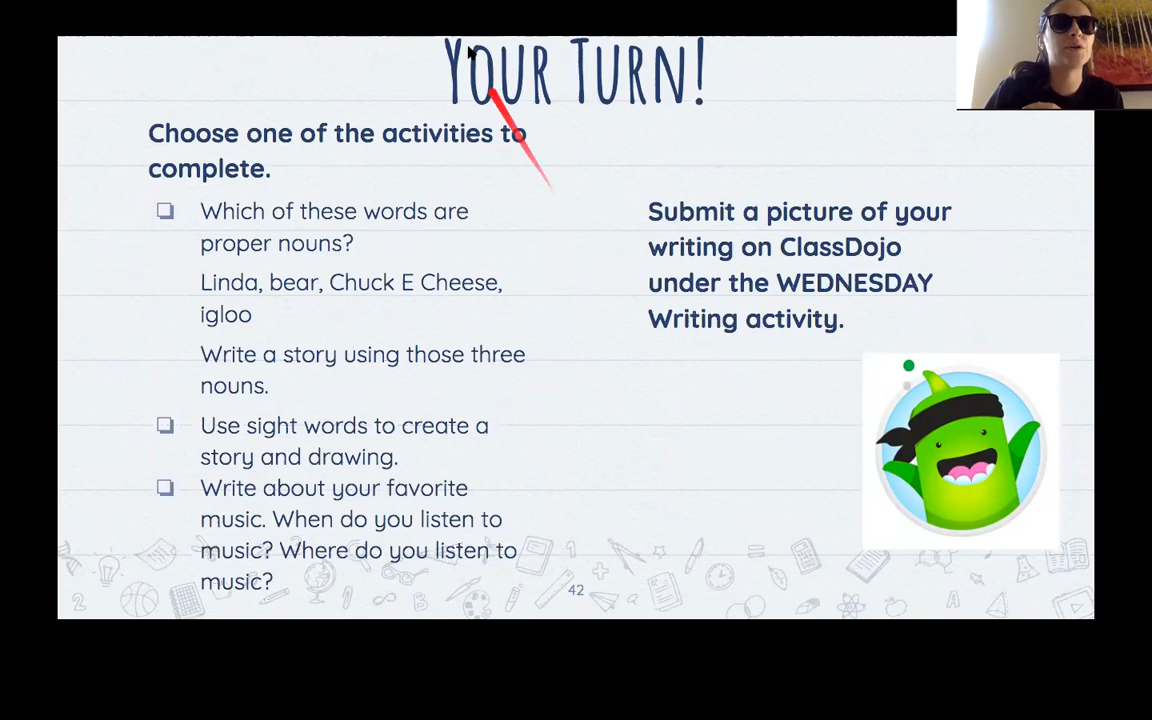 YOUR TURN!
Choose one of the activities to
complete.
Which of these words are
proper nouns?
Linda, bear, Chuck E Cheese,
igloo
Write a story using those three
nouns.
Use sight words to create a
story and drawing.
Write about your favorite
music. When do you listen to
music? Where do you listen to
music?
Submit a picture of your
writing on ClassDojo
under the WEDNESDAY
Writing activity.
42